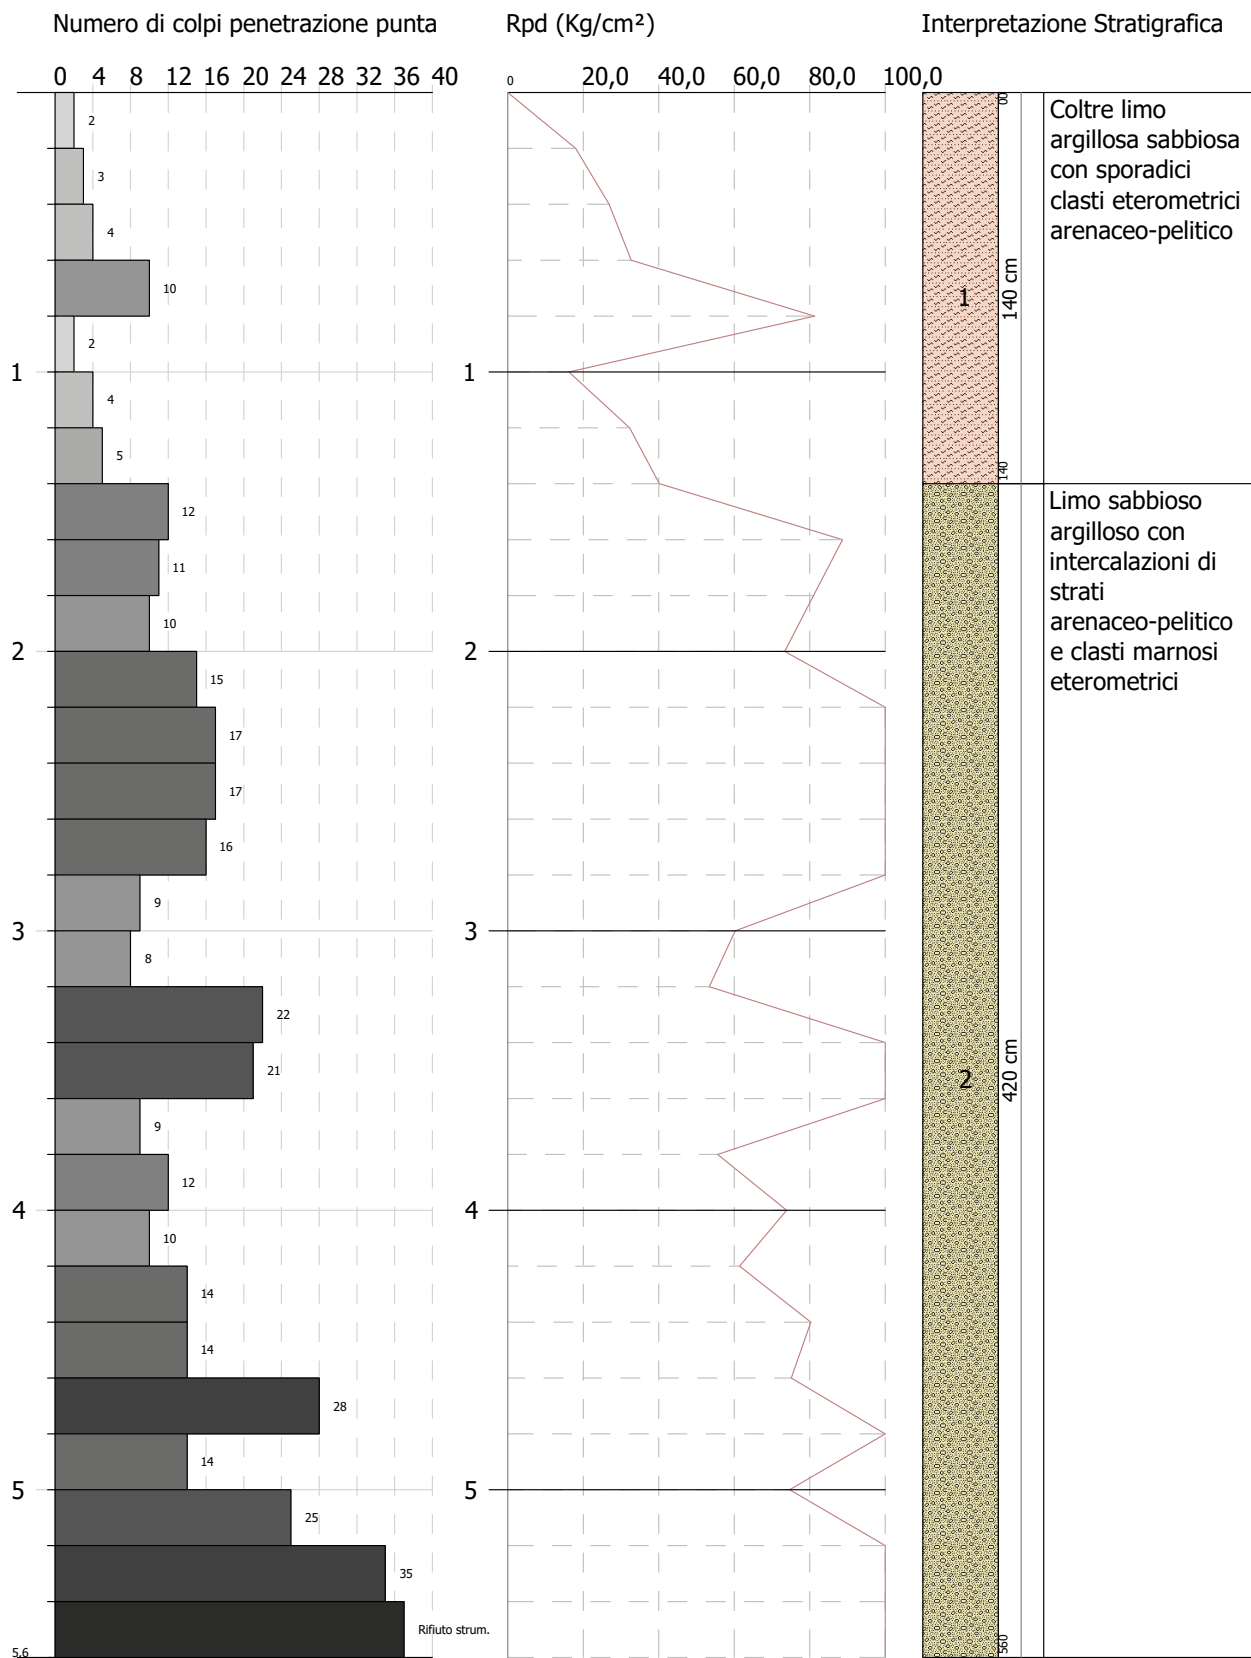 Numero di colpi penetrazione punta
Rpd (Kg/cm²)
Interpretazione Stratigrafica
0 4 8 12 16 20 24 28 32 36 40
0 20,0 40,0 60,0 80,0 100,0
2
3
4
10
2
1
4
5
12
11
10
2
15
17
17
16
9
3
8
22
21
9
12
4
10
14
14
28
14
5
25
35
Rifiuto strum.
5.6
1
2
3
4
5
1
2
00
140 cm
140
420 cm
560
Coltre limo
argillosa sabbiosa
con sporadici
clasti eterometrici
arenaceo-pelitico
Limo sabbioso
argilloso con
intercalazioni di
strati
arenaceo-pelitico
e clasti marnosi
eterometrici